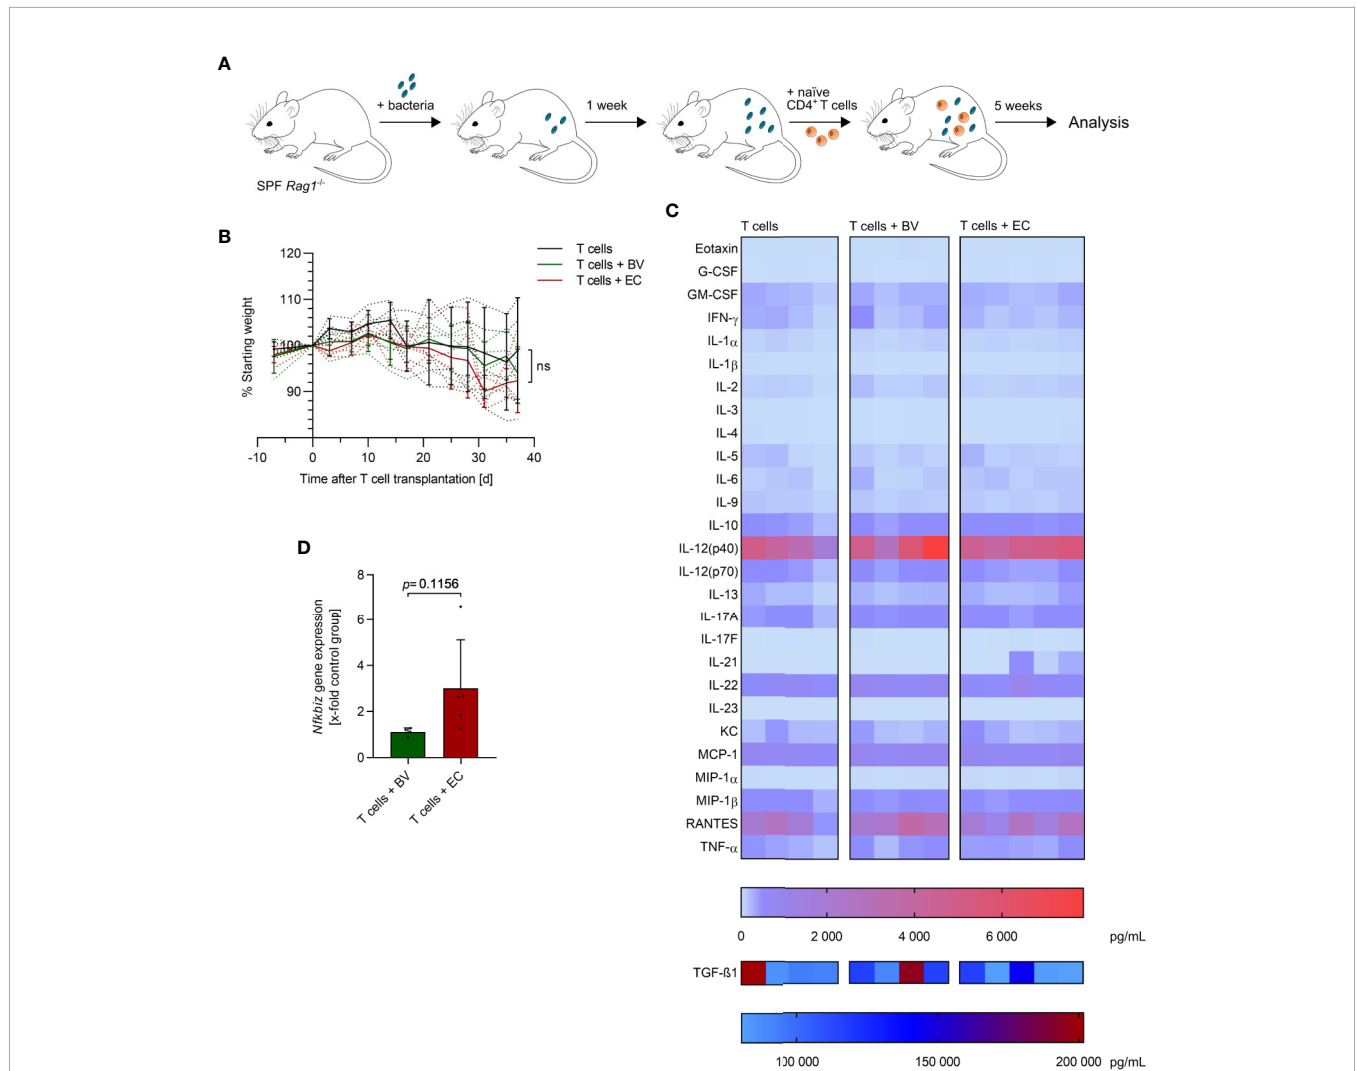 A
+ bacteria
1 week
+ naïve
CD4⁺ T cells
5 weeks
Analysis
SPF Rag1⁻/⁻
B
120
110
100
90
% Starting weight
-10
0
10
20
30
40
Time after T cell transplantation [d]
T cells
T cells + BV
T cells + EC
ns
C
T cells
T cells + BV
T cells + EC
Eotaxin
G-CSF
GM-CSF
IFN-γ
IL-1α
IL-1β
IL-2
IL-3
IL-4
IL-5
IL-6
IL-9
IL-10
IL-12(p40)
IL-12(p70)
IL-13
IL-17A
IL-17F
IL-21
IL-22
IL-23
KC
MCP-1
MIP-1α
MIP-1β
RANTES
TNF-α
0
2 000
4 000
6 000
pg/mL
TGF-ß1
100 000
150 000
200 000
pg/mL
D
8
6
4
2
0
Nfkbiz gene expression
[x-fold control group]
p= 0.1156
T cells + BV
T cells + EC